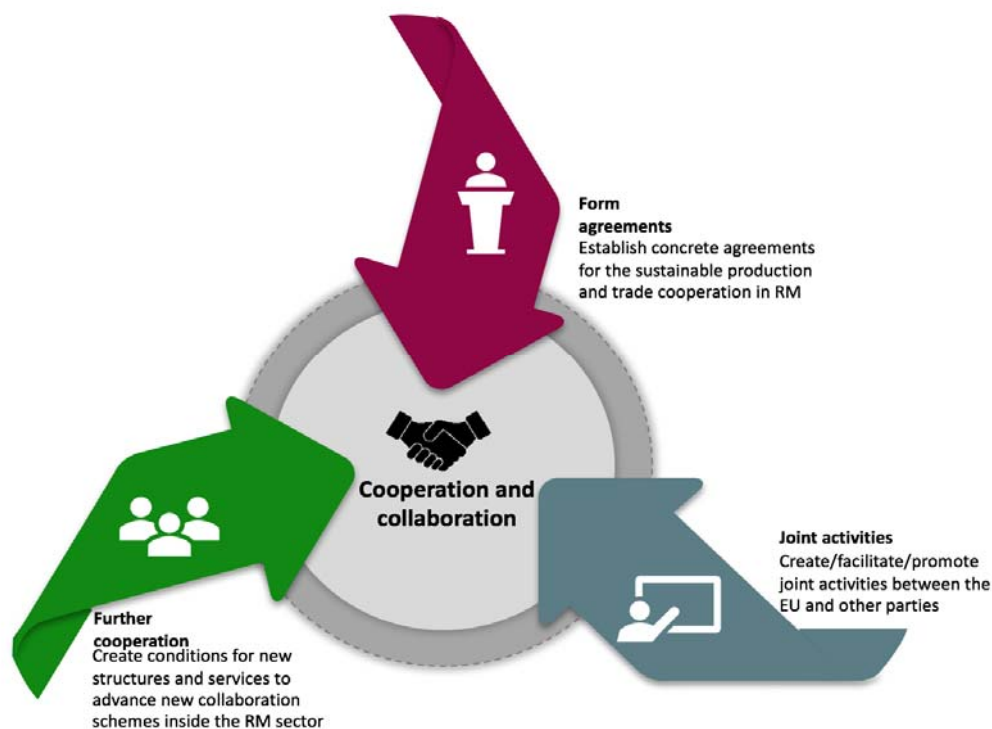 Form
agreements
Establish concrete agreements
for the sustainable production
and trade cooperation in RM
Cooperation and
collaboration
Joint activities
Create/facilitate/promote
joint activities between the
EU and other parties
Further
cooperation
Create conditions for new
structures and services to
advance new collaboration
schemes inside the RM sector